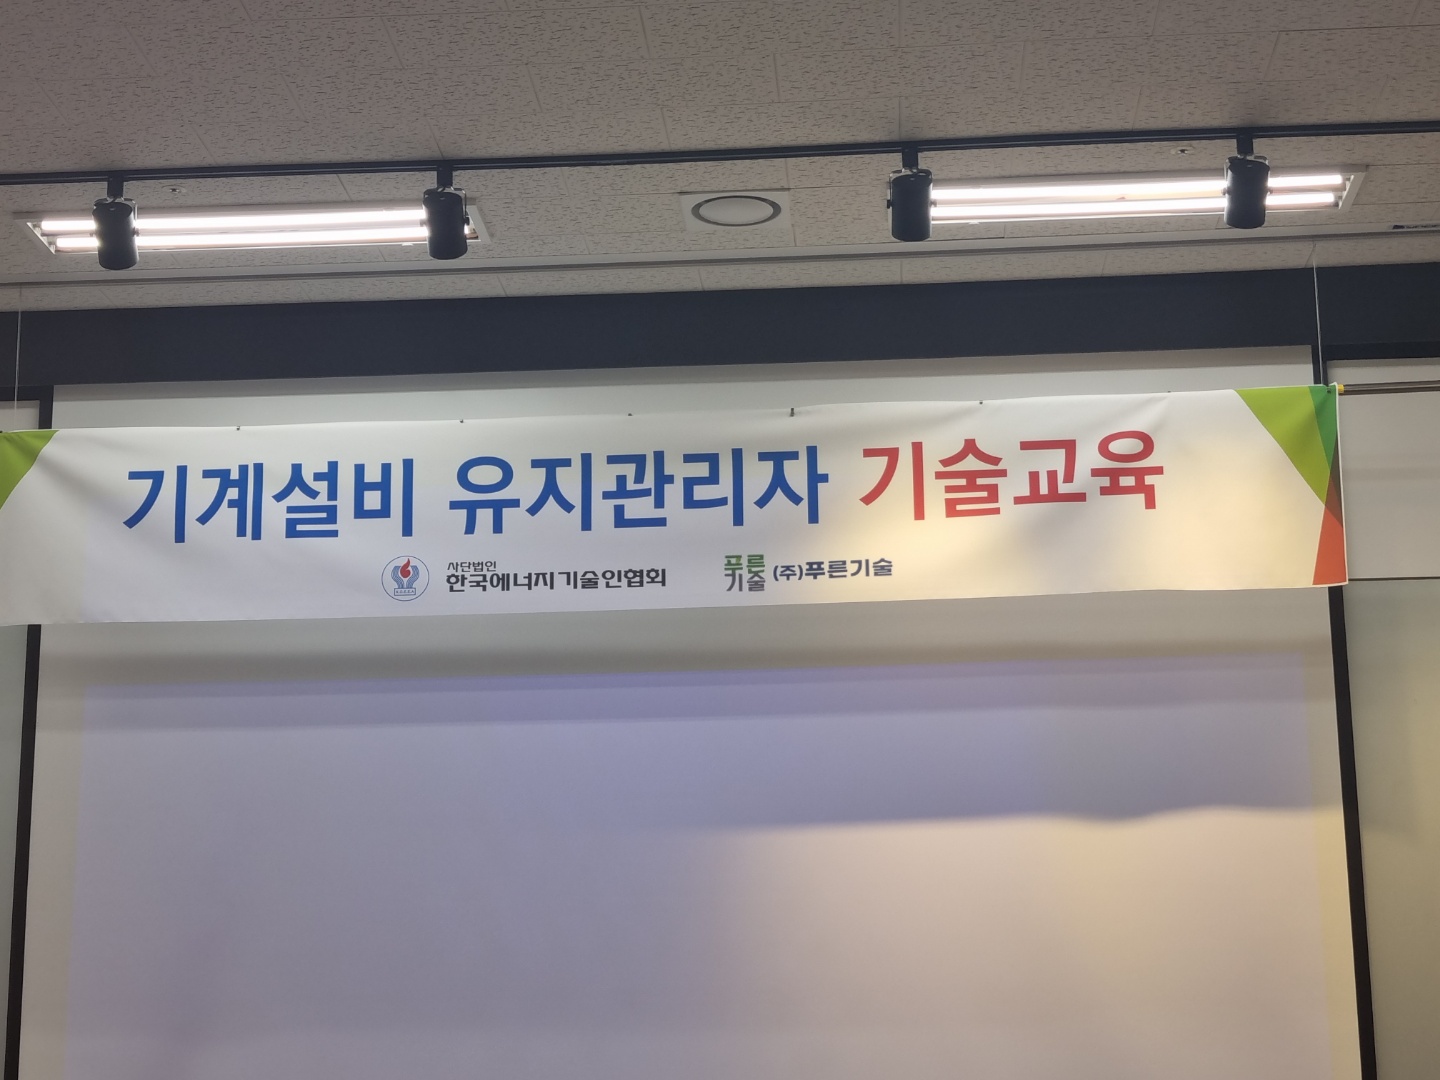 기계설비 유지관리자 기술교육
사단법인
한국에너지기술인협회
푸른
기술
(주)푸른기술